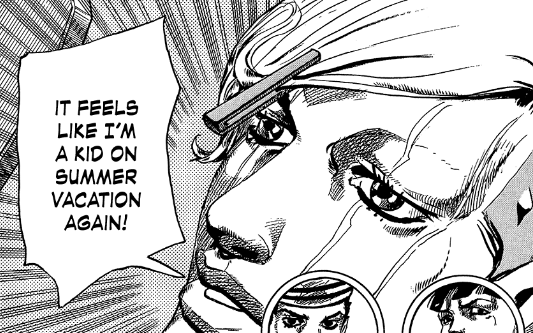 IT FEELS
LIKE I'M
A KID ON
SUMMER
VACATION
AGAIN!